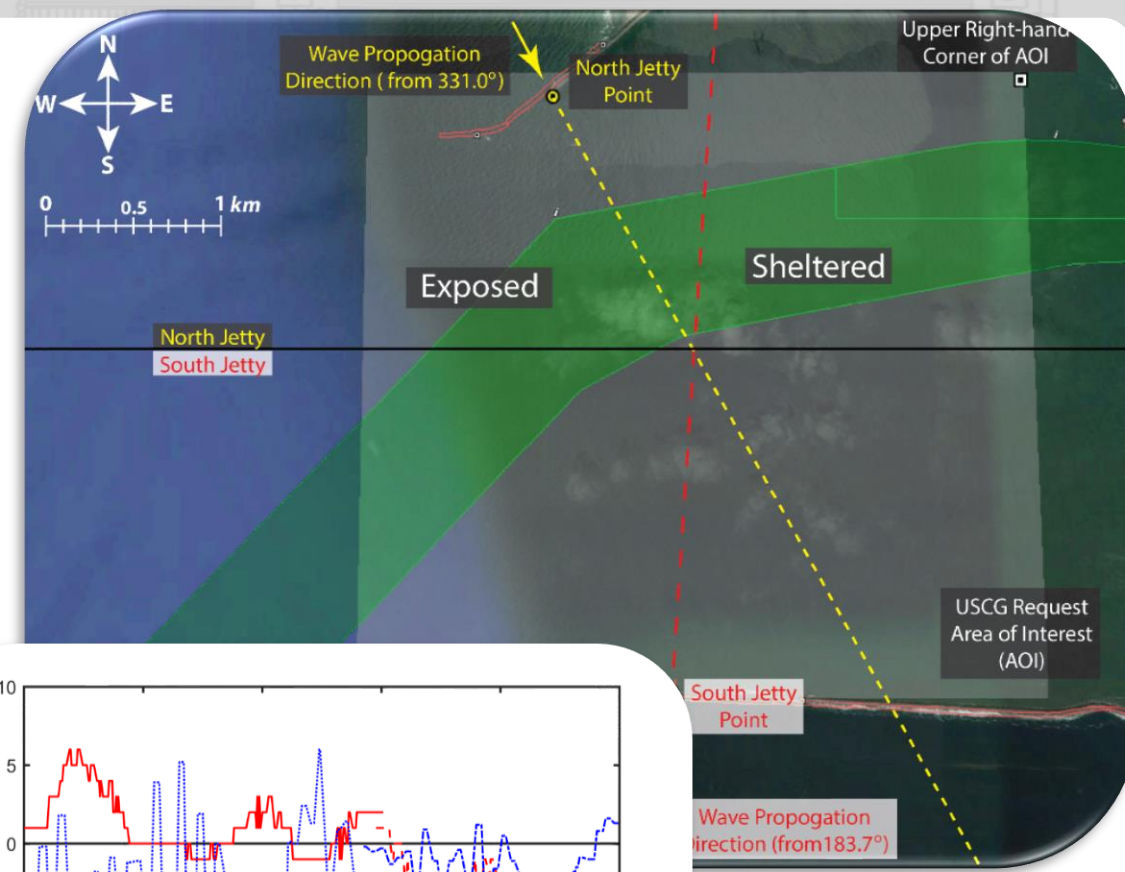 N
W E
S
0 0.5 1 km
Wave Propogation
Direction ( from 331.0°)
North Jetty
Point
Upper Right-hand
Corner of AOI
Exposed
Sheltered
North Jetty
South Jetty
USCG Request
Area of Interest
(AOI)
South Jetty
Point
Wave Propogation
Direction (from183.7°)
10
5
0